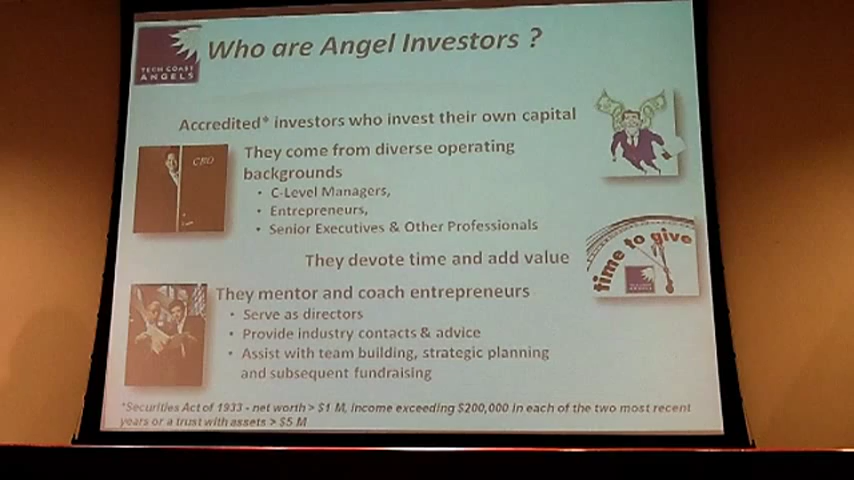 Who are Angel Investors ?
TECH COAST
ANGELS
Accredited* investors who invest their own capital
They come from diverse operating
backgrounds
• C-Level Managers,
• Entrepreneurs,
• Senior Executives & Other Professionals
CEO
They devote time and add value
time to give
They mentor and coach entrepreneurs
• Serve as directors
• Provide industry contacts & advice
• Assist with team building, strategic planning
and subsequent fundraising
*Securities Act of 1933 - net worth > $1 M, income exceeding $200,000 in each of the two most recent
years or a trust with assets > $5 M